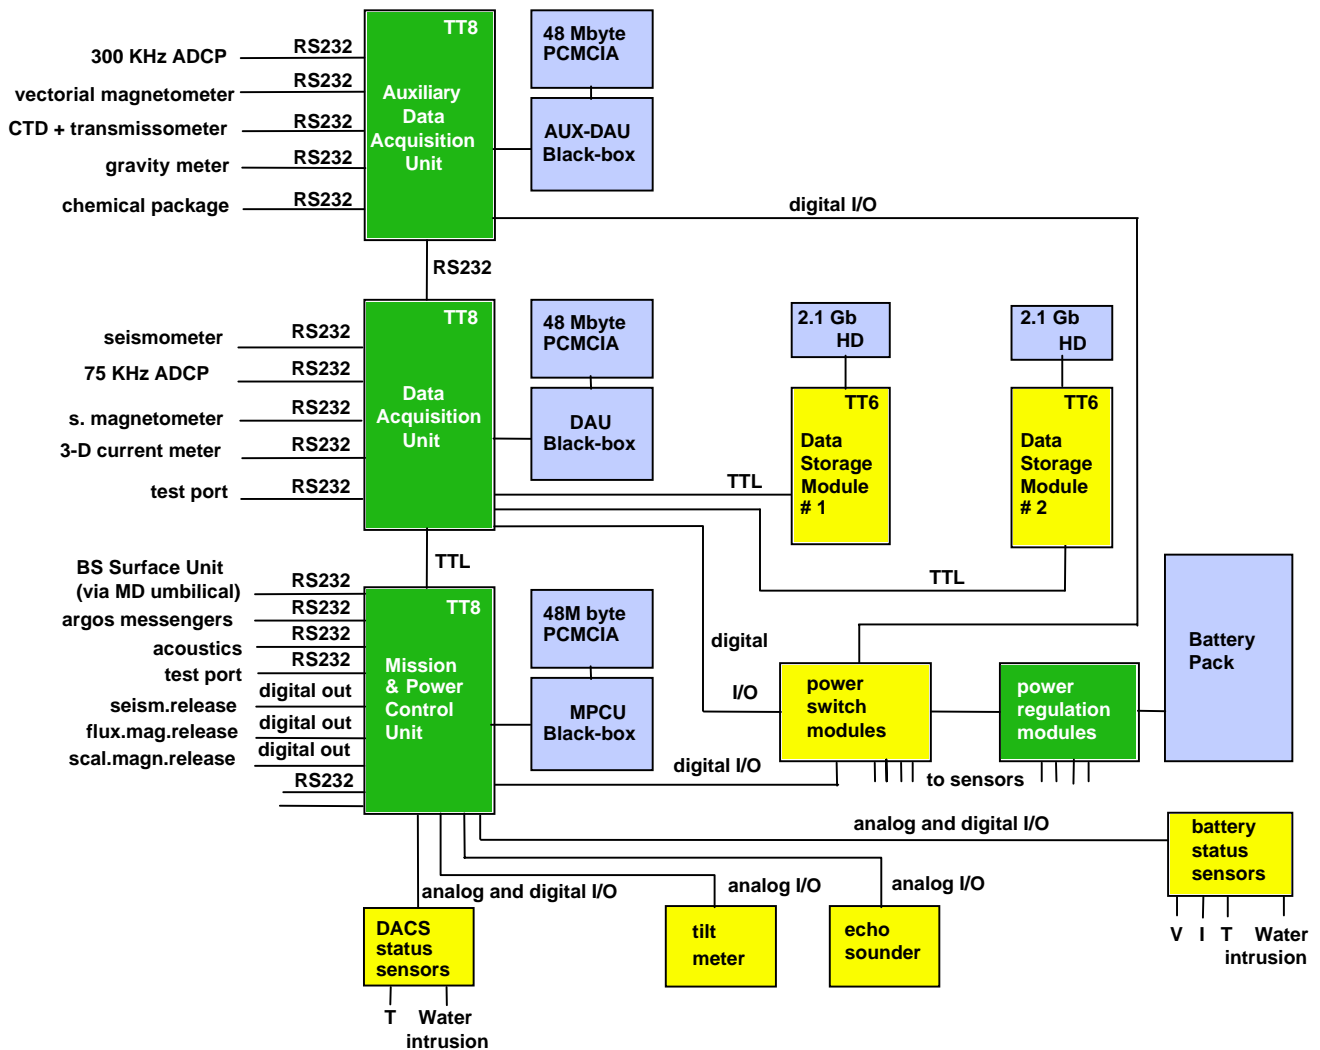 TT8
Auxiliary
Data
Acquisition
Unit
300 KHz ADCP
RS232
vectorial magnetometer
RS232
CTD + transmissometer
RS232
gravity meter
RS232
chemical package
RS232
48 Mbyte
PCMCIA
AUX-DAU
Black-box
digital I/O
RS232
TT8
Data
Acquisition
Unit
seismometer
RS232
75 KHz ADCP
RS232
s. magnetometer
RS232
3-D current meter
RS232
test port
RS232
48 Mbyte
PCMCIA
DAU
Black-box
2.1 Gb
HD
TT6
Data
Storage
Module
# 1
2.1 Gb
HD
TT6
Data
Storage
Module
# 2
TTL
TTL
TTL
TT8
Mission
& Power
Control
Unit
BS Surface Unit
(via MD umbilical)
RS232
argos messengers
RS232
acoustics
RS232
test port
RS232
seism.release
digital out
flux.mag.release
digital out
scal.magn.release
digital out
RS232
48M byte
PCMCIA
MPCU
Black-box
digital
I/O
digital I/O
power
switch
modules
to sensors
power
regulation
modules
Battery
Pack
analog and digital I/O
battery
status
sensors
V
I
T
Water
intrusion
analog and digital I/O
DACS
status
sensors
T
Water
intrusion
analog I/O
tilt
meter
analog I/O
echo
sounder